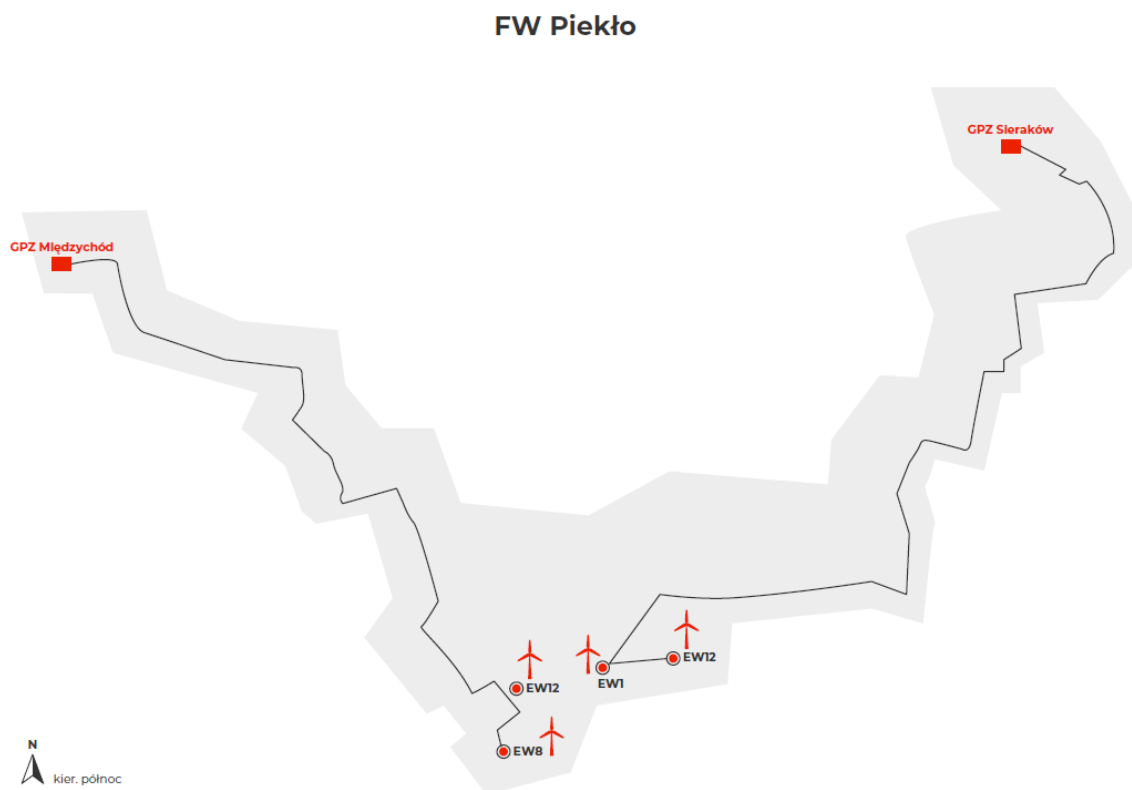 FW Piekło
GPZ Sieraków
GPZ Międzychód
EW12
EW12
EW1
EW8
N
kier. północ